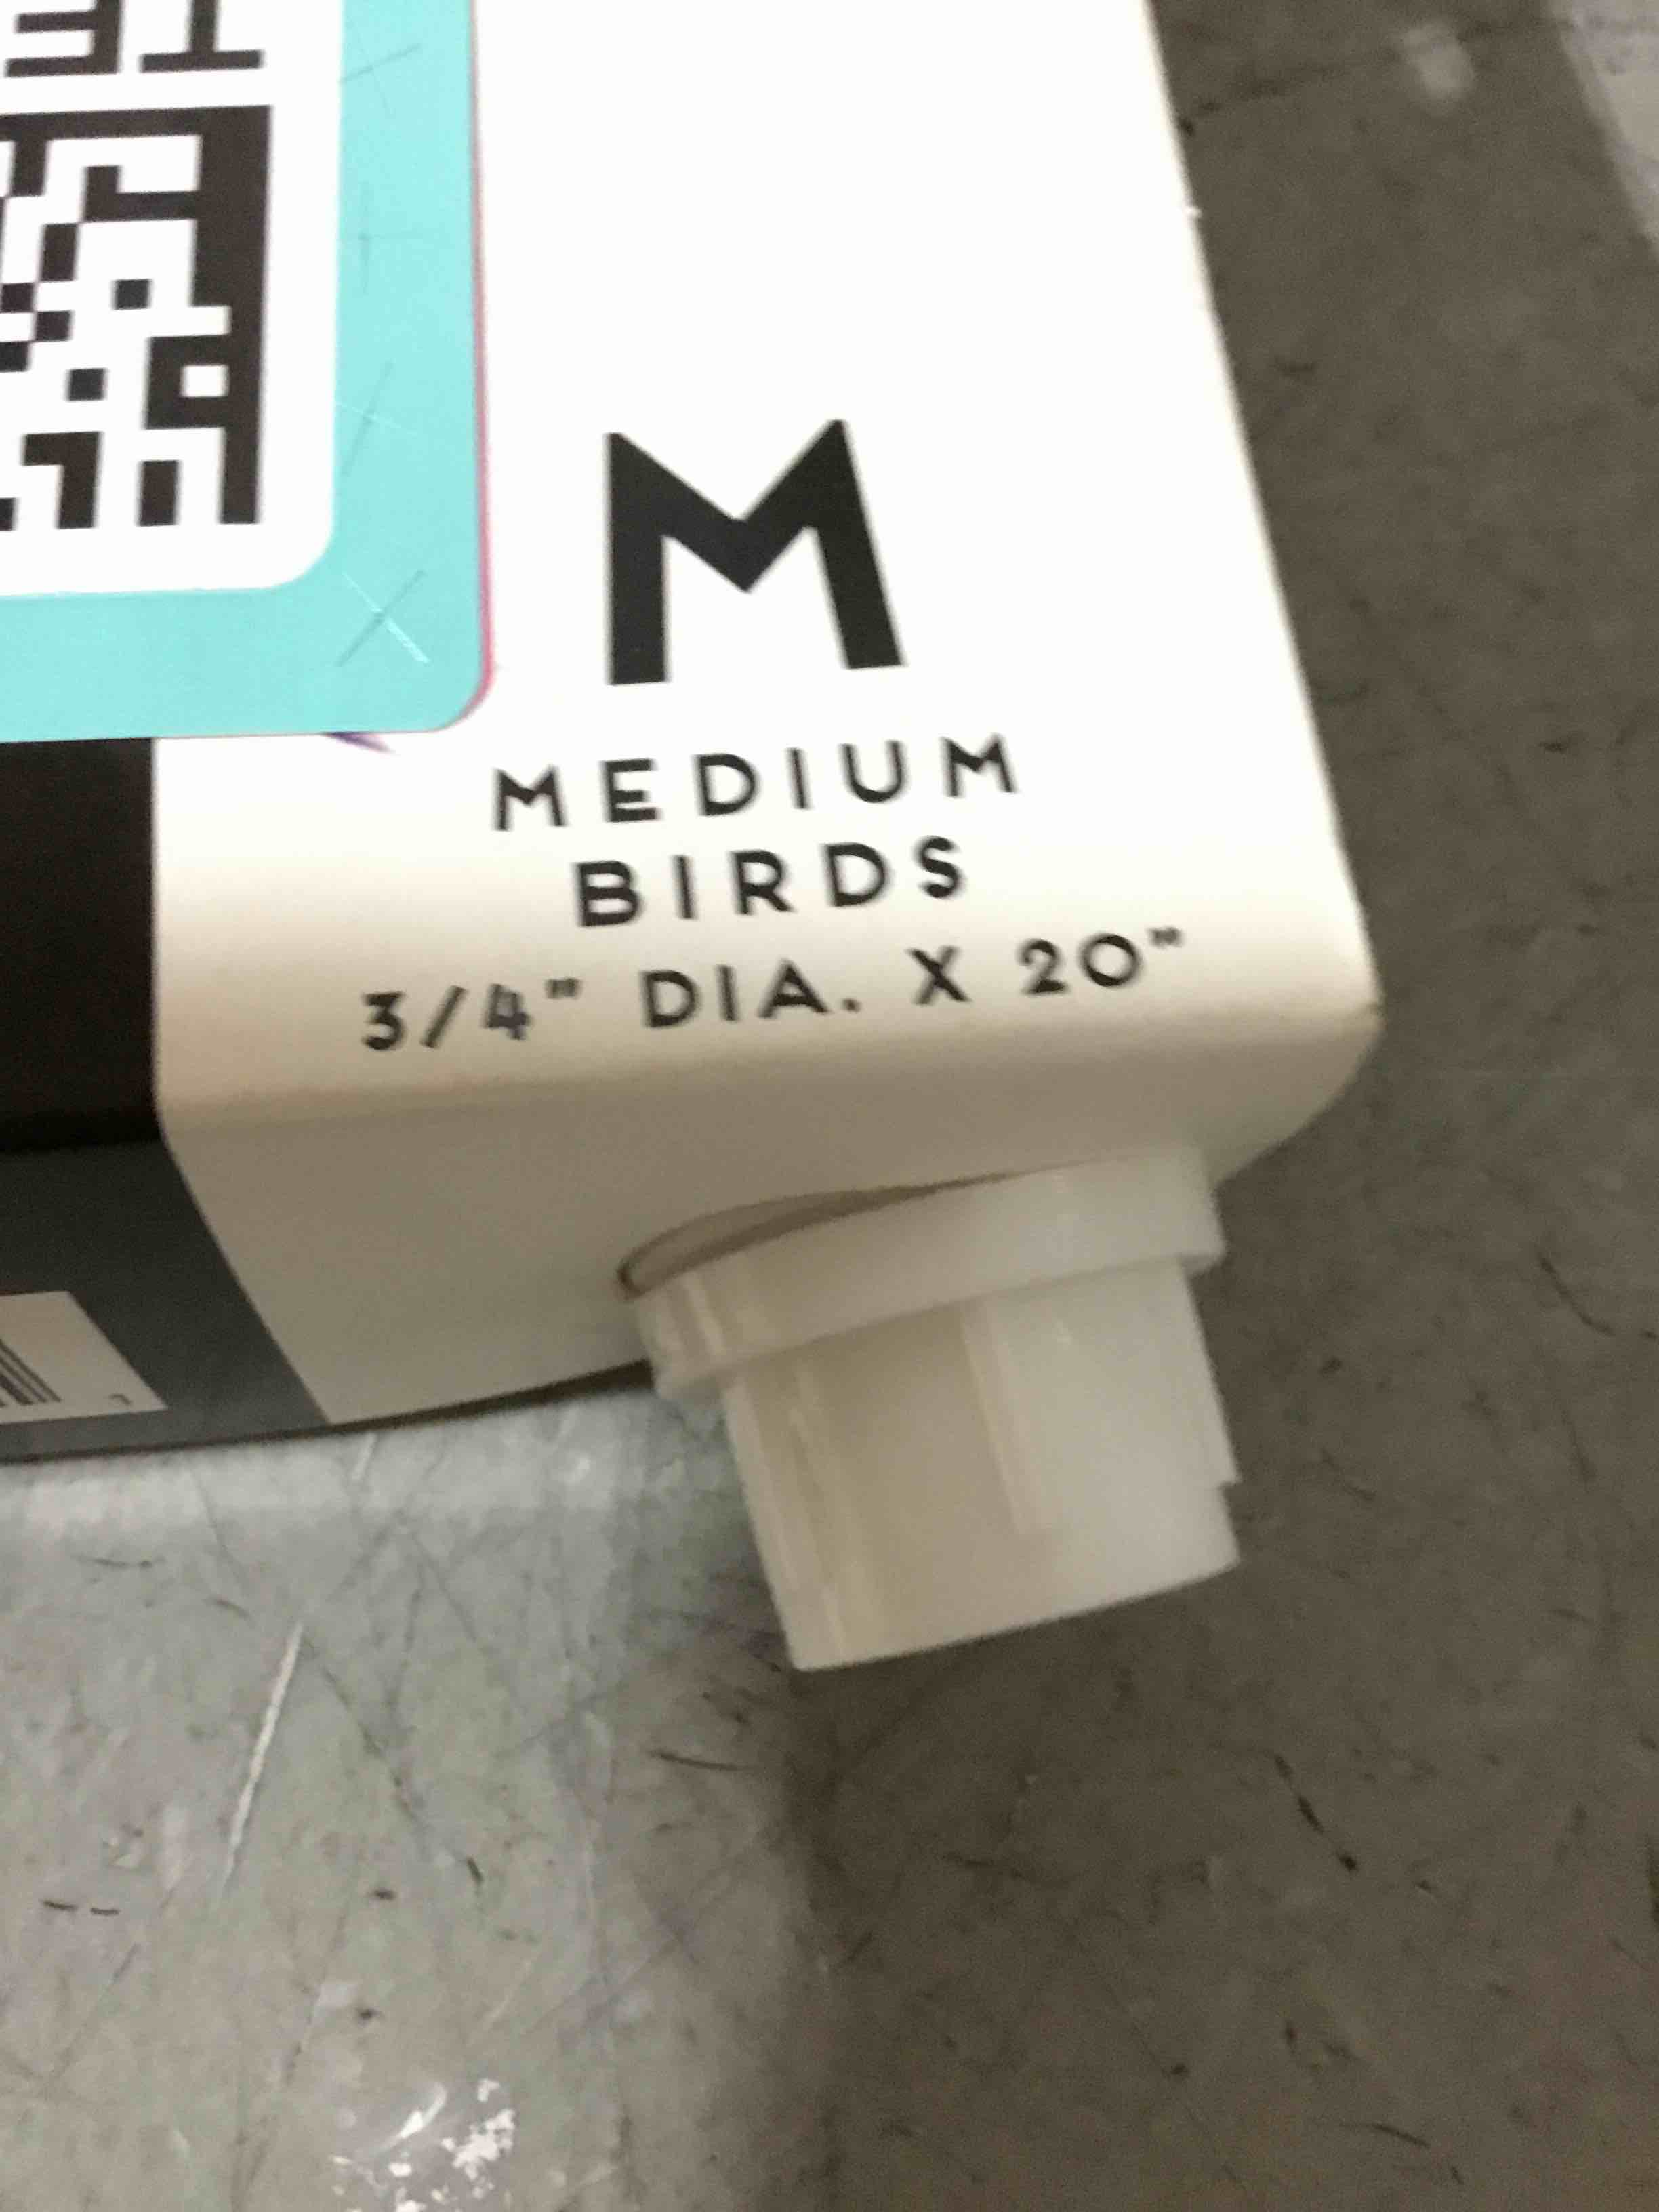 M
MEDIUM
BIRDS
3/4" DIA. X 20"